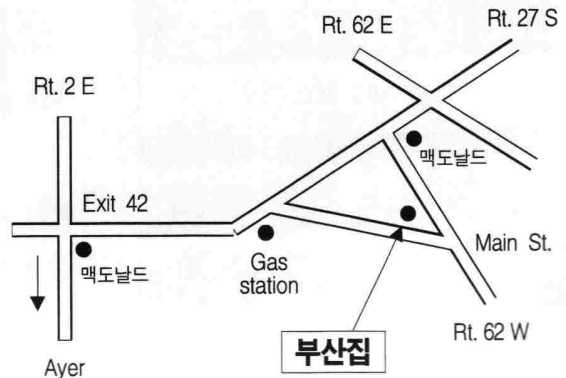 Rt. 62 E
Rt. 27 S
Rt. 2 E
맥도날드
Exit 42
맥도날드
Gas
station
Main St.
부산집
Rt. 62 W
Ayer